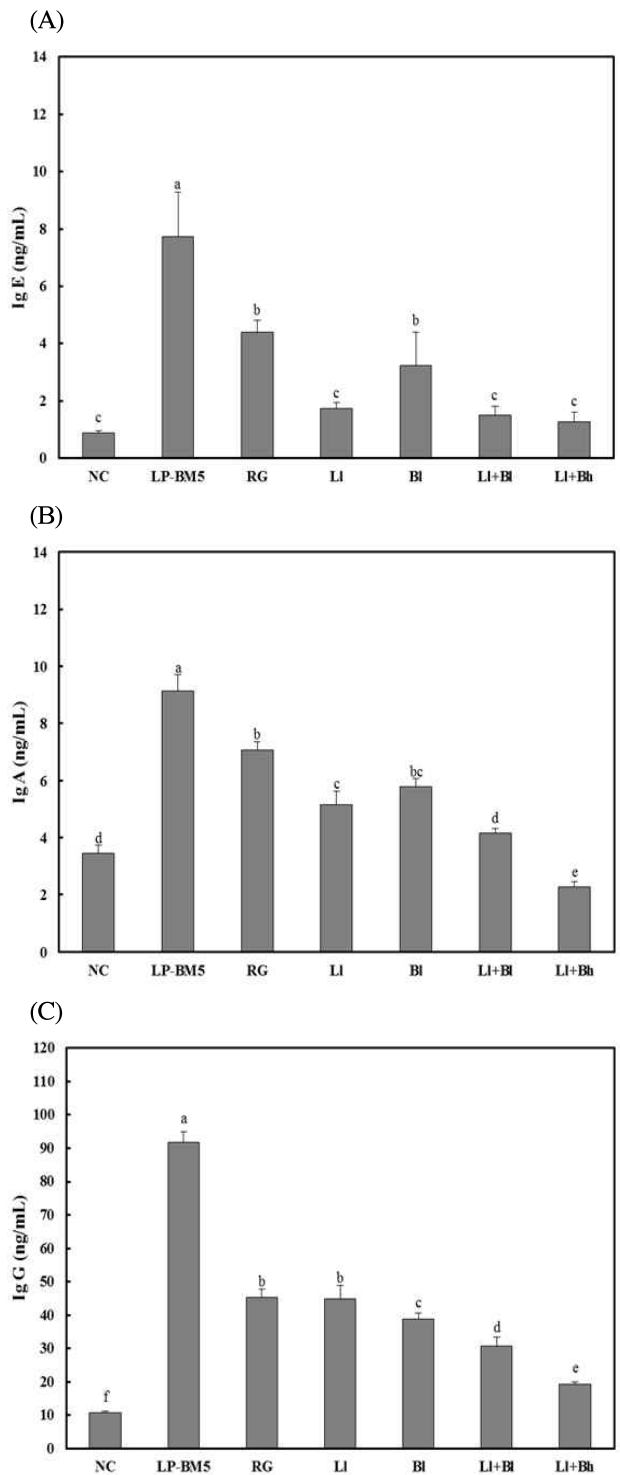 (A)
14
12
10
8
6
4
2
0
Ig E (ng/mL)
c
a
b
c
b
c
c
NC LP-BM5 RG Ll Bl Ll+Bl Ll+Bh
(B)
14
12
10
8
6
4
2
0
Ig A (ng/mL)
d
a
b
c
bc
d
e
NC LP-BM5 RG Ll Bl Ll+Bl Ll+Bh
(C)
120
110
100
90
80
70
60
50
40
30
20
10
0
Ig G (ng/mL)
f
a
b
b
c
d
e
NC LP-BM5 RG Ll Bl Ll+Bl Ll+Bh